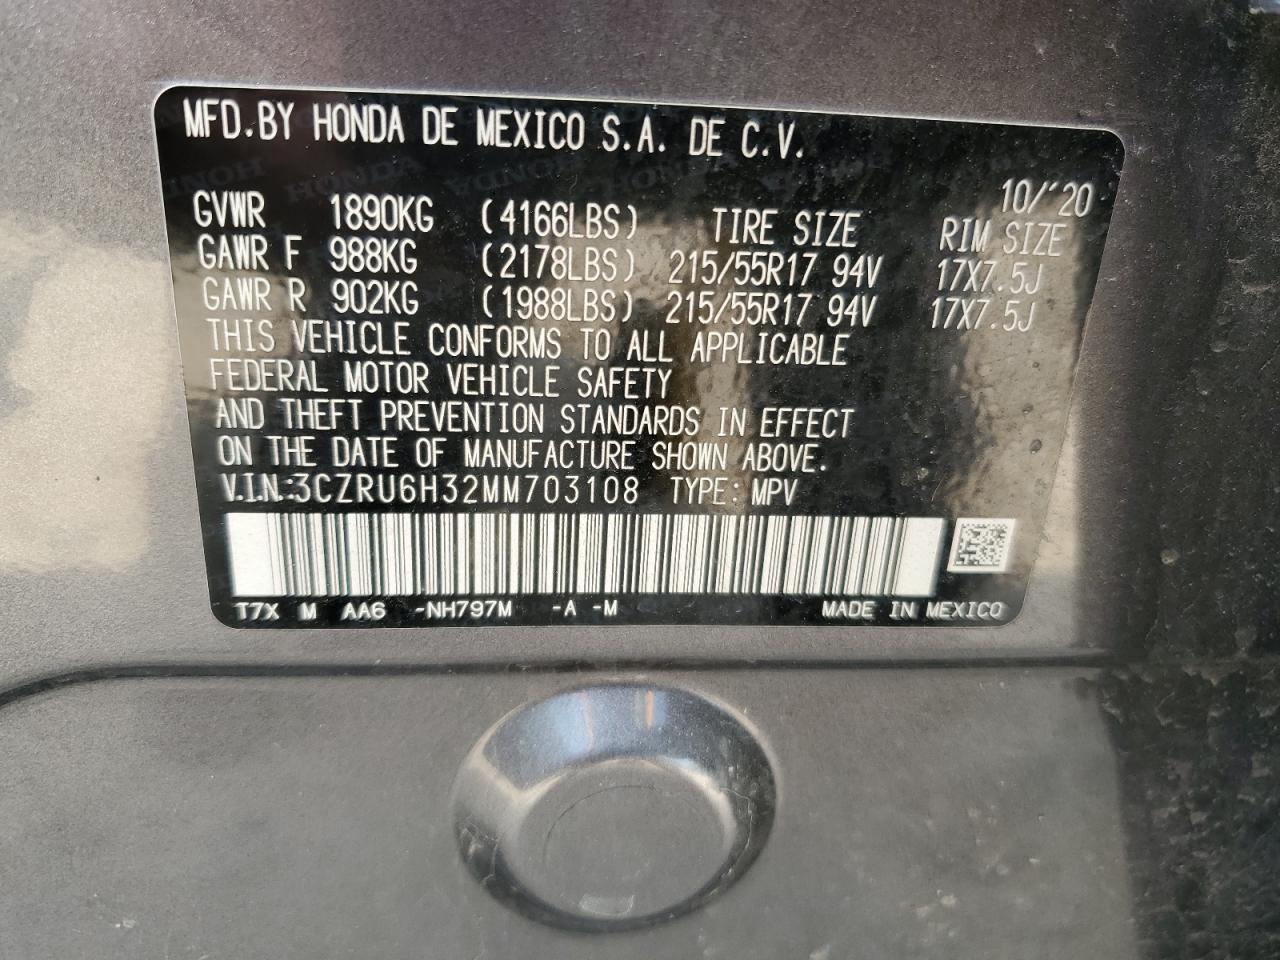 MFD.BY HONDA DE MEXICO S.A. DE C.V.
10/'20
GVWR 1890KG (4166LBS) TIRE SIZE RIM SIZE
GAWR F 988KG (2178LBS) 215/55R17 94V 17X7.5J
GAWR R 902KG (1988LBS) 215/55R17 94V 17X7.5J
THIS VEHICLE CONFORMS TO ALL APPLICABLE
FEDERAL MOTOR VEHICLE SAFETY
AND THEFT PREVENTION STANDARDS IN EFFECT
ON THE DATE OF MANUFACTURE SHOWN ABOVE.
V.I.N.:3CZRU6H32MM703108 TYPE: MPV
T7X M AA6 -NH797M -A -M MADE IN MEXICO